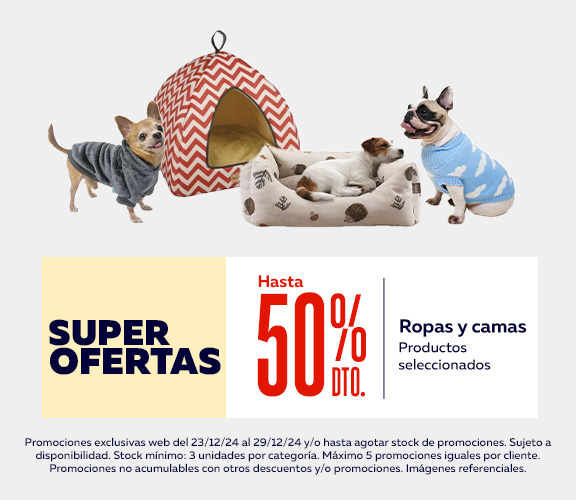 SUPER
OFERTAS
Hasta
50%
DTO.
Ropas y camas
Productos
seleccionados
Promociones exclusivas web del 23/12/24 al 29/12/24 y/o hasta agotar stock de promociones. Sujeto a
disponibilidad. Stock mínimo: 3 unidades por categoría. Máximo 5 promociones iguales por cliente.
Promociones no acumulables con otros descuentos y/o promociones. Imágenes referenciales.